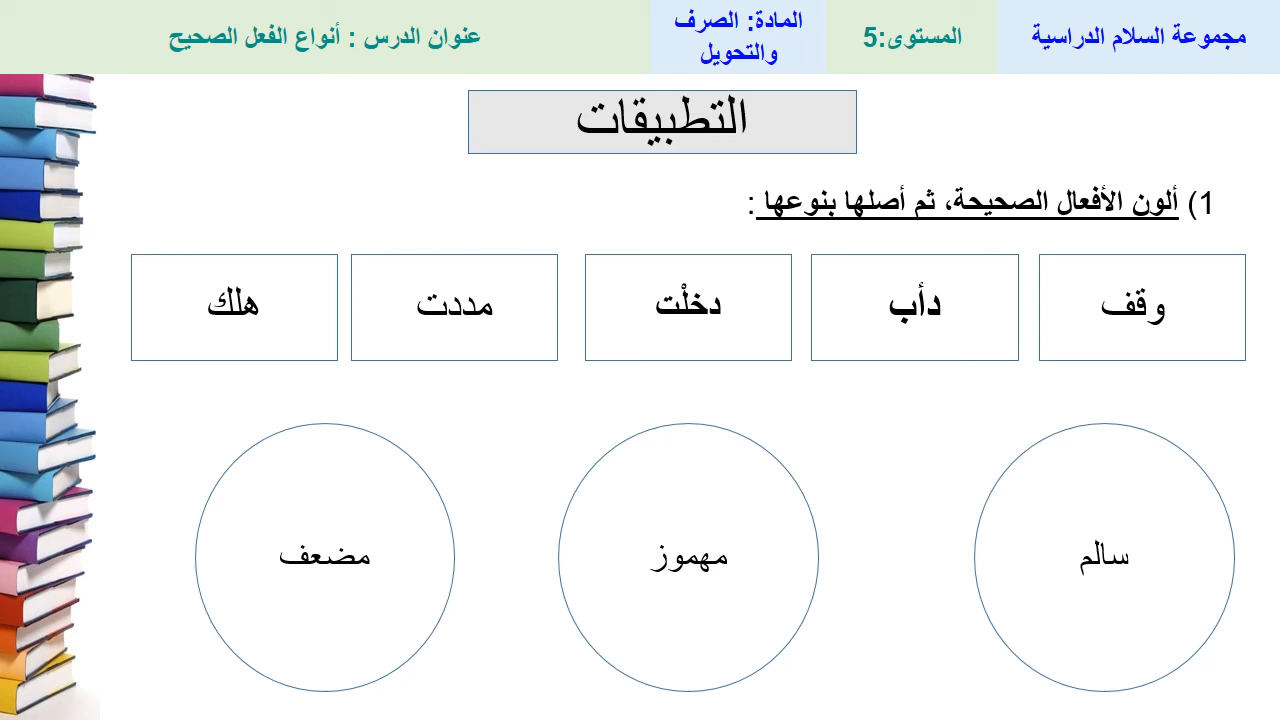 مجموعة السلام الدراسية
المستوى:5
المادة: الصرف
والتحويل
عنوان الدرس : أنواع الفعل الصحيح
التطبيقات
1) ألون الأفعال الصحيحة، ثم أصلها بنوعها :
وقف
دأب
دخلْت
مددت
هلك
سالم
مهموز
مضعف